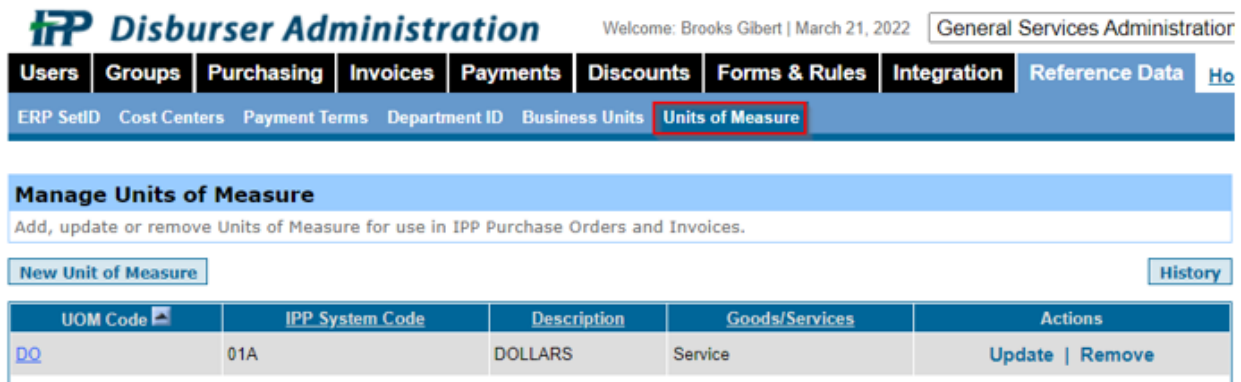 IPP Disburser Administration Welcome: Brooks Gibert | March 21, 2022 General Services Administration
Users Groups Purchasing Invoices Payments Discounts Forms & Rules Integration Reference Data Ho
ERP SetID Cost Centers Payment Terms Department ID Business Units Units of Measure
Manage Units of Measure
Add, update or remove Units of Measure for use in IPP Purchase Orders and Invoices.
New Unit of Measure History
UOM Code IPP System Code Description Goods/Services Actions
DO 01A DOLLARS Service Update | Remove